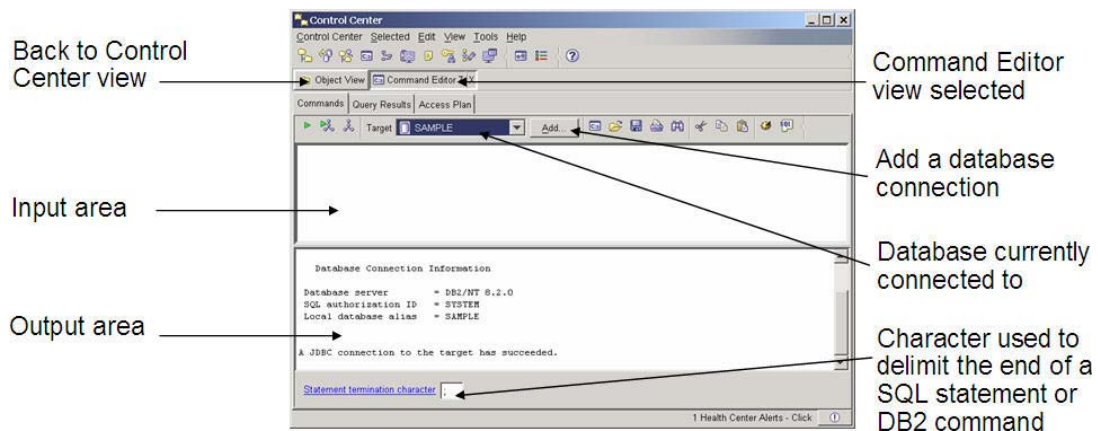 Back to Control
Center view
Input area
Output area
Control Center
Control Center Selected Edit View Tools Help
Object View Command Editor
Commands Query Results Access Plan
Target SAMPLE Add...
Database Connection Information
Database server = DB2/NT 8.2.0
SQL authorization ID = SYSTEM
Local database alias = SAMPLE
A JDBC connection to the target has succeeded.
Statement termination character ;
1 Health Center Alerts - Click
Command Editor
view selected
Add a database
connection
Database currently
connected to
Character used to
delimit the end of a
SQL statement or
DB2 command